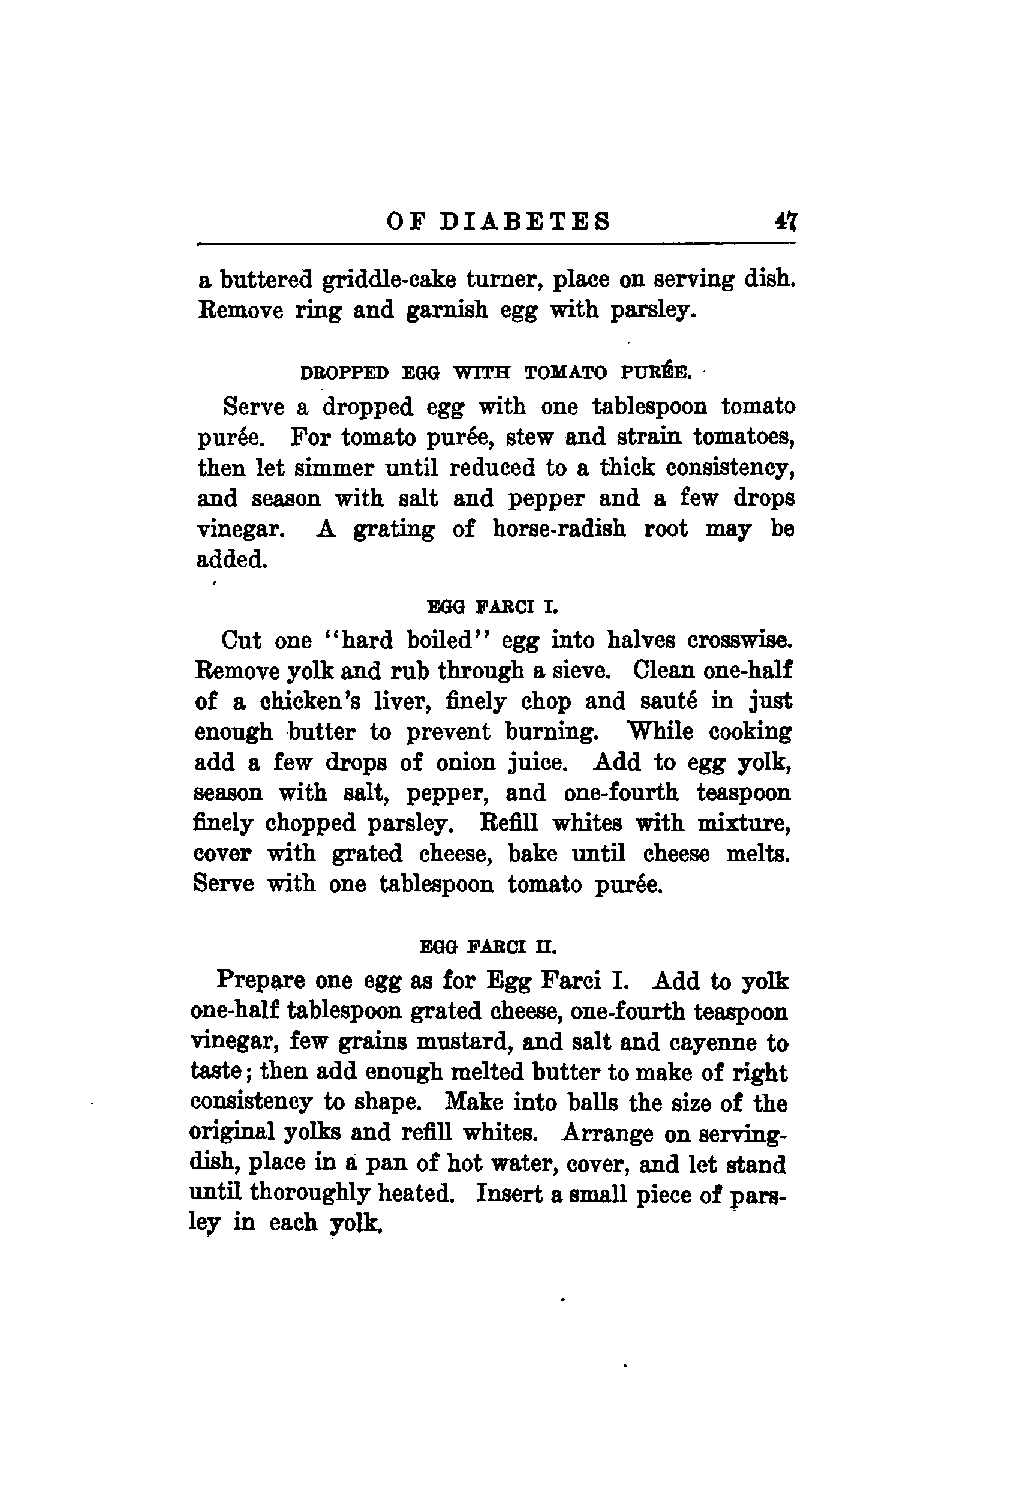 OF DIABETES 47
a buttered griddle-cake turner, place on serving dish.
Remove ring and garnish egg with parsley.
DROPPED EGG WITH TOMATO PURÉE.
Serve a dropped egg with one tablespoon tomato
purée. For tomato purée, stew and strain tomatoes,
then let simmer until reduced to a thick consistency,
and season with salt and pepper and a few drops
vinegar. A grating of horse-radish root may be
added.
EGG FARCI I.
Cut one "hard boiled" egg into halves crosswise.
Remove yolk and rub through a sieve. Clean one-half
of a chicken's liver, finely chop and sauté in just
enough butter to prevent burning. While cooking
add a few drops of onion juice. Add to egg yolk,
season with salt, pepper, and one-fourth teaspoon
finely chopped parsley. Refill whites with mixture,
cover with grated cheese, bake until cheese melts.
Serve with one tablespoon tomato purée.
EGG FARCI II.
Prepare one egg as for Egg Farci I. Add to yolk
one-half tablespoon grated cheese, one-fourth teaspoon
vinegar, few grains mustard, and salt and cayenne to
taste; then add enough melted butter to make of right
consistency to shape. Make into balls the size of the
original yolks and refill whites. Arrange on serving-
dish, place in a pan of hot water, cover, and let stand
until thoroughly heated. Insert a small piece of pars-
ley in each yolk.